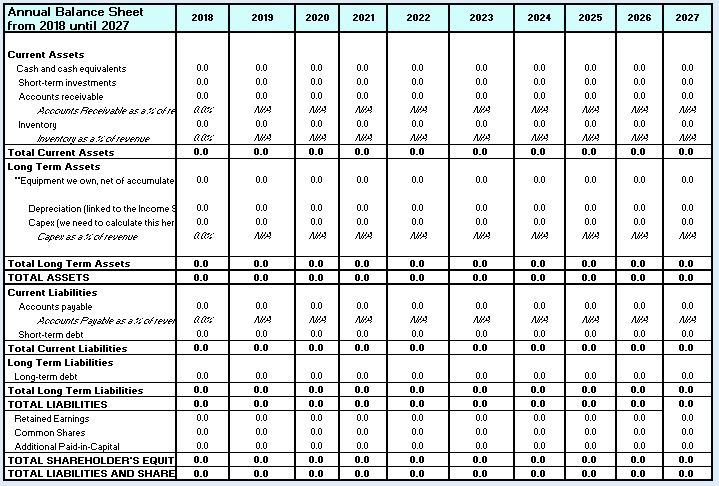 Annual Balance Sheet
from 2018 until 2027 2018 2019 2020 2021 2022 2023 2024 2025 2026 2027
Current Assets
Cash and cash equivalents 0.0 0.0 0.0 0.0 0.0 0.0 0.0 0.0 0.0 0.0
Short-term investments 0.0 0.0 0.0 0.0 0.0 0.0 0.0 0.0 0.0 0.0
Accounts receivable 0.0 0.0 0.0 0.0 0.0 0.0 0.0 0.0 0.0 0.0
Accounts Receivable as a % of re 0.0% N/A N/A N/A N/A N/A N/A N/A N/A N/A
Inventory 0.0 0.0 0.0 0.0 0.0 0.0 0.0 0.0 0.0 0.0
Inventory as a % of revenue 0.0% N/A N/A N/A N/A N/A N/A N/A N/A N/A
Total Current Assets 0.0 0.0 0.0 0.0 0.0 0.0 0.0 0.0 0.0 0.0
Long Term Assets
**Equipment we own, net of accumulate 0.0 0.0 0.0 0.0 0.0 0.0 0.0 0.0 0.0 0.0
Depreciation (linked to the Income S 0.0 0.0 0.0 0.0 0.0 0.0 0.0 0.0 0.0 0.0
Capex (we need to calculate this her 0.0 0.0 0.0 0.0 0.0 0.0 0.0 0.0 0.0 0.0
Capex as a % of revenue 0.0% N/A N/A N/A N/A N/A N/A N/A N/A N/A
Total Long Term Assets 0.0 0.0 0.0 0.0 0.0 0.0 0.0 0.0 0.0 0.0
TOTAL ASSETS 0.0 0.0 0.0 0.0 0.0 0.0 0.0 0.0 0.0 0.0
Current Liabilities
Accounts payable 0.0 0.0 0.0 0.0 0.0 0.0 0.0 0.0 0.0 0.0
Accounts Payable as a % of rever 0.0% N/A N/A N/A N/A N/A N/A N/A N/A N/A
Short-term debt 0.0 0.0 0.0 0.0 0.0 0.0 0.0 0.0 0.0 0.0
Total Current Liabilities 0.0 0.0 0.0 0.0 0.0 0.0 0.0 0.0 0.0 0.0
Long Term Liabilities
Long-term debt 0.0 0.0 0.0 0.0 0.0 0.0 0.0 0.0 0.0 0.0
Total Long Term Liabilities 0.0 0.0 0.0 0.0 0.0 0.0 0.0 0.0 0.0 0.0
TOTAL LIABILITIES 0.0 0.0 0.0 0.0 0.0 0.0 0.0 0.0 0.0 0.0
Retained Earnings 0.0 0.0 0.0 0.0 0.0 0.0 0.0 0.0 0.0 0.0
Common Shares 0.0 0.0 0.0 0.0 0.0 0.0 0.0 0.0 0.0 0.0
Additional Paid-in-Capital 0.0 0.0 0.0 0.0 0.0 0.0 0.0 0.0 0.0 0.0
TOTAL SHAREHOLDER'S EQUIT 0.0 0.0 0.0 0.0 0.0 0.0 0.0 0.0 0.0 0.0
TOTAL LIABILITIES AND SHARE 0.0 0.0 0.0 0.0 0.0 0.0 0.0 0.0 0.0 0.0